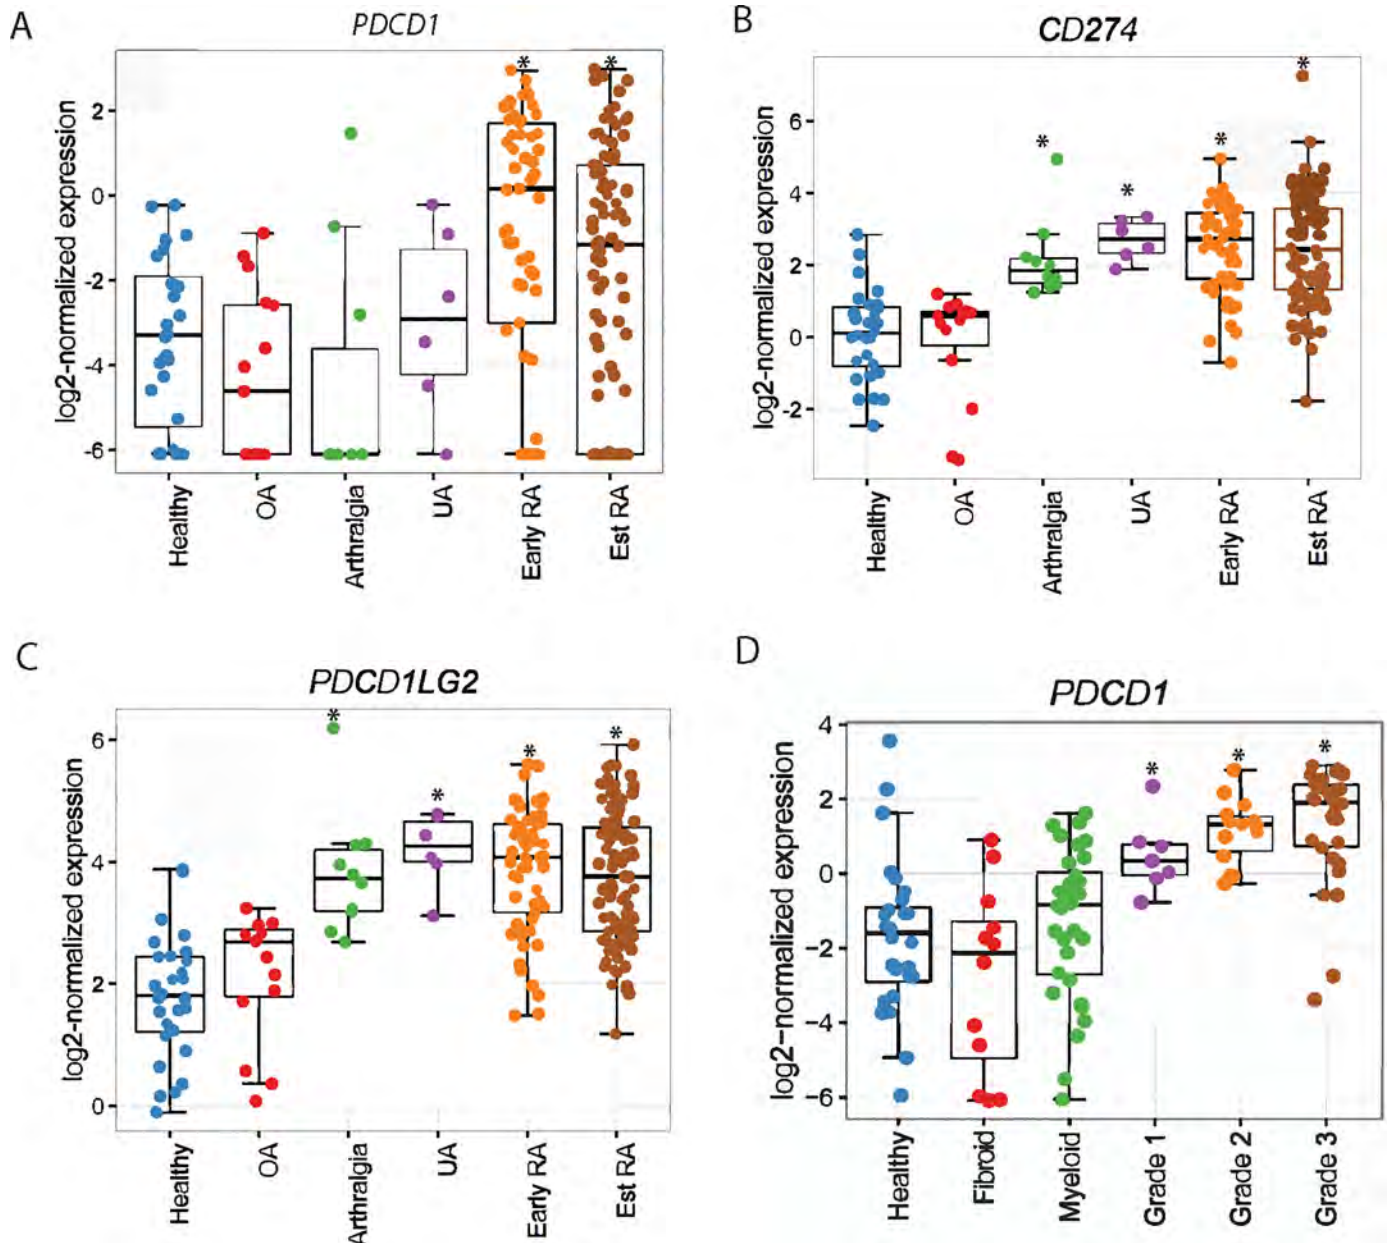 A
PDCD1
log2-normalized expression
2
0
-2
-4
-6
* *
Healthy
OA
Arthralgia
UA
Early RA
Est RA
B
CD274
log2-normalized expression
6
4
2
0
-2
* * * *
Healthy
OA
Arthralgia
UA
Early RA
Est RA
C
PDCD1LG2
log2-normalized expression
6
4
2
0
* * * *
Healthy
OA
Arthralgia
UA
Early RA
Est RA
D
PDCD1
log2-normalized expression
4
2
0
-2
-4
-6
* * *
Healthy
Fibroid
Myeloid
Grade 1
Grade 2
Grade 3